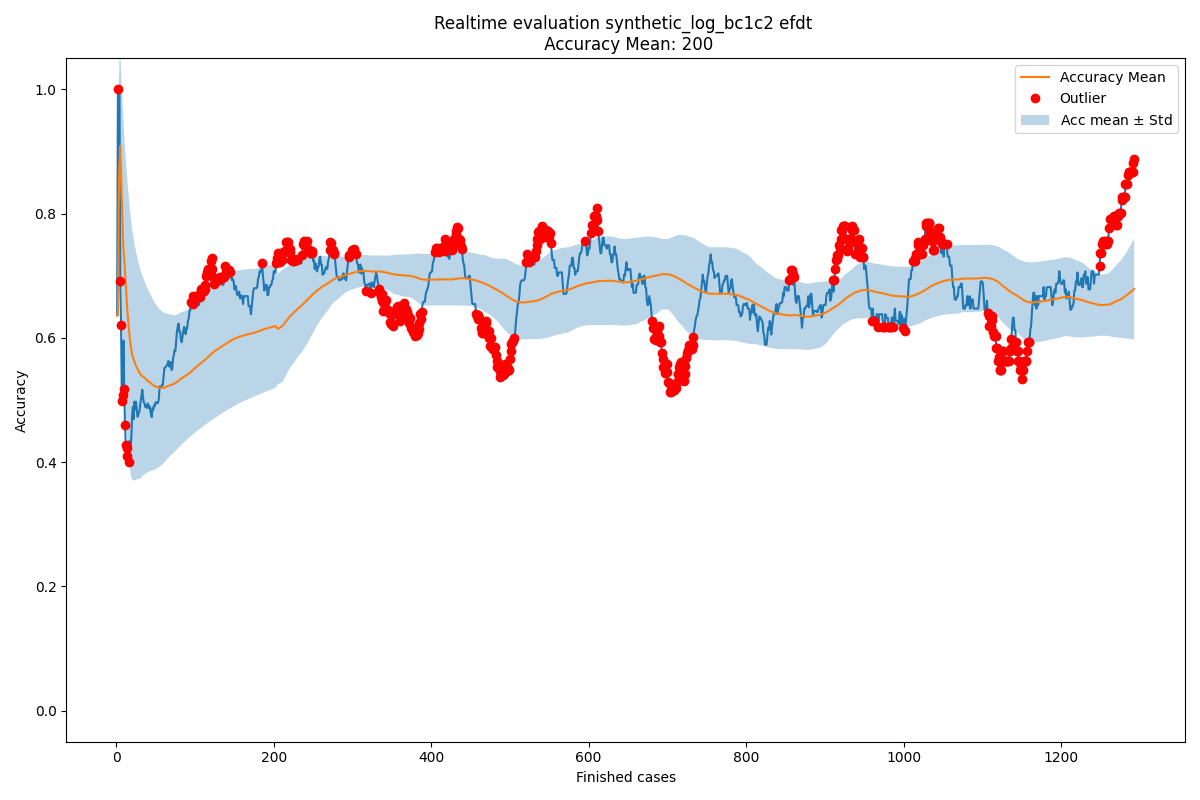 Realtime evaluation synthetic_log_bc1c2 efdt
Accuracy Mean: 200
Accuracy Mean
Outlier
Acc mean ± Std
1.0
0.8
0.6
0.4
0.2
0.0
Accuracy
0 200 400 600 800 1000 1200
Finished cases